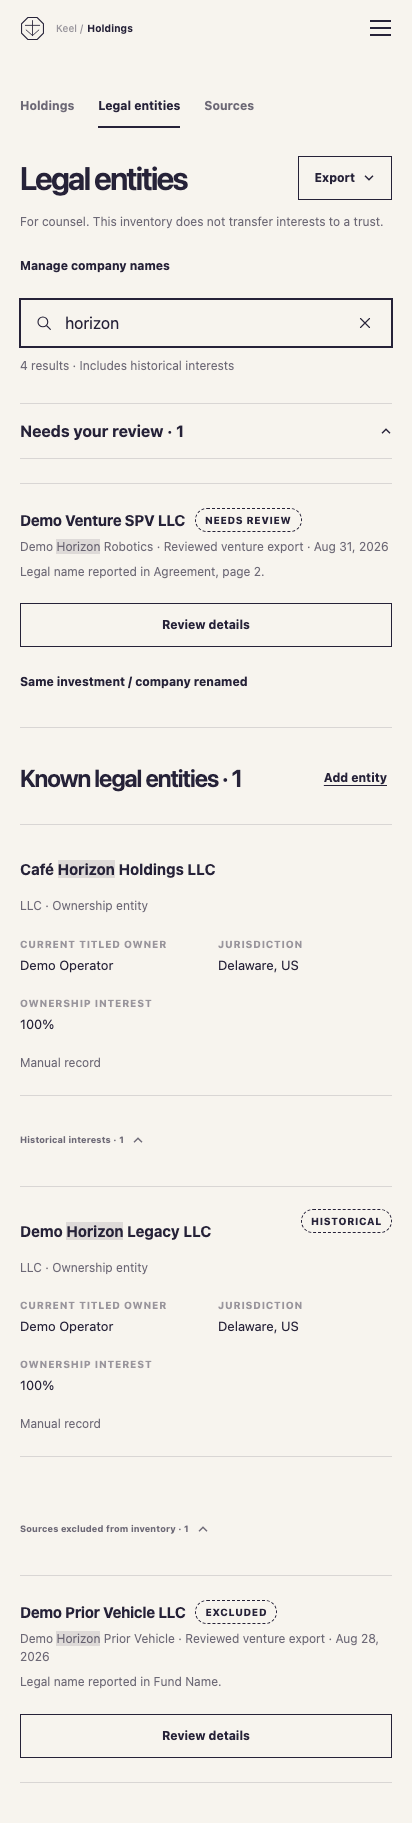 Keel / Holdings
Holdings Legal entities Sources
Legal entities
Export
For counsel. This inventory does not transfer interests to a trust.
Manage company names
horizon
4 results · Includes historical interests
Needs your review · 1
Demo Venture SPV LLC NEEDS REVIEW
Demo Horizon Robotics · Reviewed venture export · Aug 31, 2026
Legal name reported in Agreement, page 2.
Review details
Same investment / company renamed
Known legal entities · 1 Add entity
Café Horizon Holdings LLC
LLC · Ownership entity
CURRENT TITLED OWNER JURISDICTION
Demo Operator Delaware, US
OWNERSHIP INTEREST
100%
Manual record
Historical interests · 1
HISTORICAL
Demo Horizon Legacy LLC
LLC · Ownership entity
CURRENT TITLED OWNER JURISDICTION
Demo Operator Delaware, US
OWNERSHIP INTEREST
100%
Manual record
Sources excluded from inventory · 1
Demo Prior Vehicle LLC EXCLUDED
Demo Horizon Prior Vehicle · Reviewed venture export · Aug 28,
2026
Legal name reported in Fund Name.
Review details